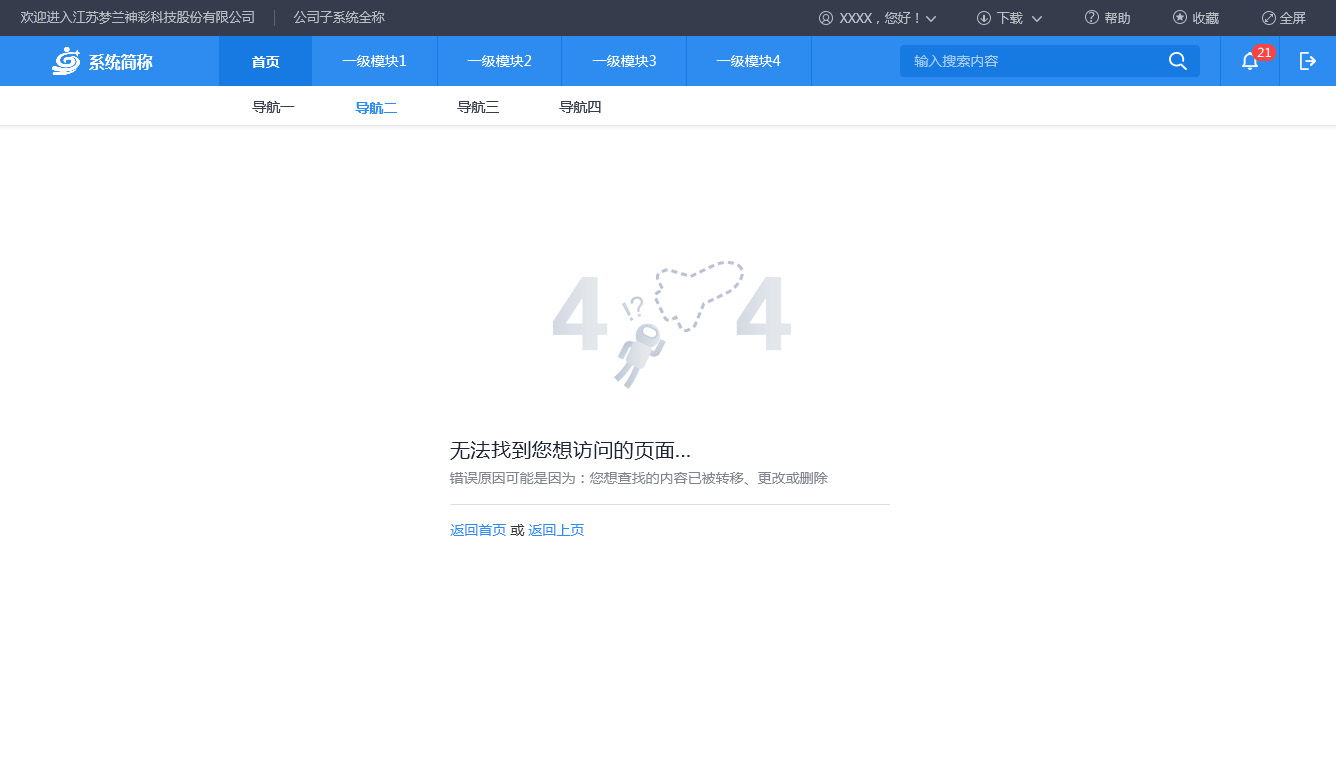 欢迎进入江苏梦兰神彩科技股份有限公司 公司子系统全称 XXXX，您好！ 下载 帮助 收藏 全屏
系统简称 首页 一级模块1 一级模块2 一级模块3 一级模块4 输入搜索内容 21
导航一 导航二 导航三 导航四
!?
4 4
无法找到您想访问的页面...
错误原因可能是因为：您想查找的内容已被转移、更改或删除
返回首页 或 返回上页